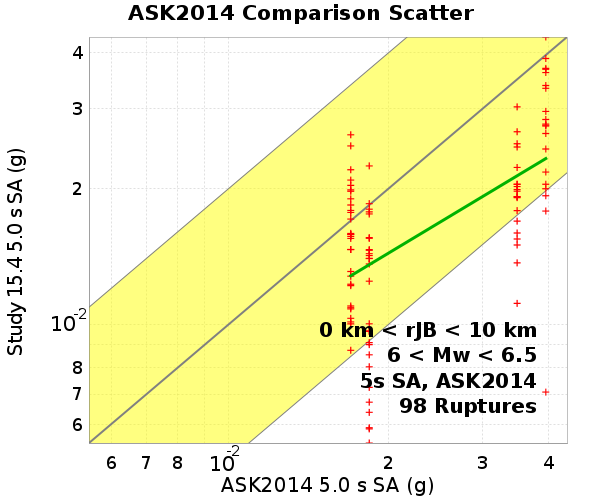 ASK2014 Comparison Scatter
Study 15.4 5.0 s SA (g)
4
3
2
10^-2
8
7
6
0 km < rJB < 10 km
6 < Mw < 6.5
5s SA, ASK2014
98 Ruptures
6 7 8 10^-2 2 3 4
ASK2014 5.0 s SA (g)